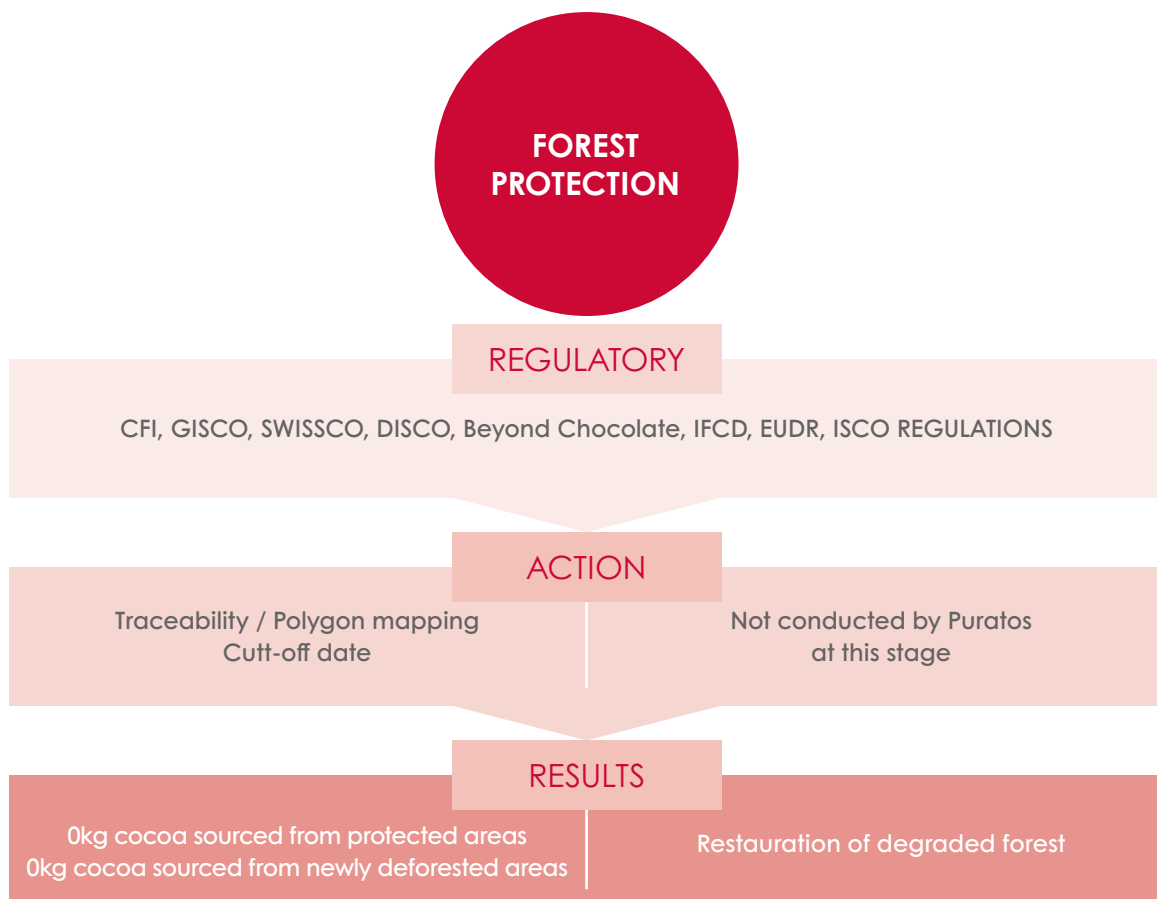 FOREST
PROTECTION
REGULATORY
CFI, GISCO, SWISSCO, DISCO, Beyond Chocolate, IFCD, EUDR, ISCO REGULATIONS
ACTION
Traceability / Polygon mapping
Cutt-off date
Not conducted by Puratos
at this stage
RESULTS
0kg cocoa sourced from protected areas
0kg cocoa sourced from newly deforested areas
Restauration of degraded forest